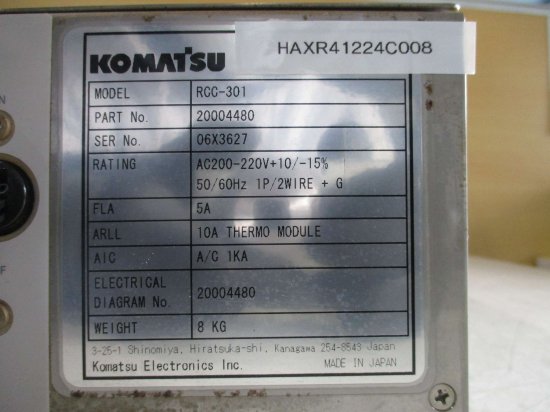 HAXR41224C008
KOMATSU
MODEL RCC-301
PART No. 20004480
SER No. 06X3627
RATING AC200-220V+10/-15%
50/60Hz 1P/2WIRE + G
FLA 5A
ARLL 10A THERMO MODULE
AIC A/C 1KA
ELECTRICAL
DIAGRAM No. 20004480
WEIGHT 8 KG
3-25-1 Shinomiya, Hiratsuka-shi, Kanagawa 254-8543 Japan
Komatsu Electronics Inc. MADE IN JAPAN